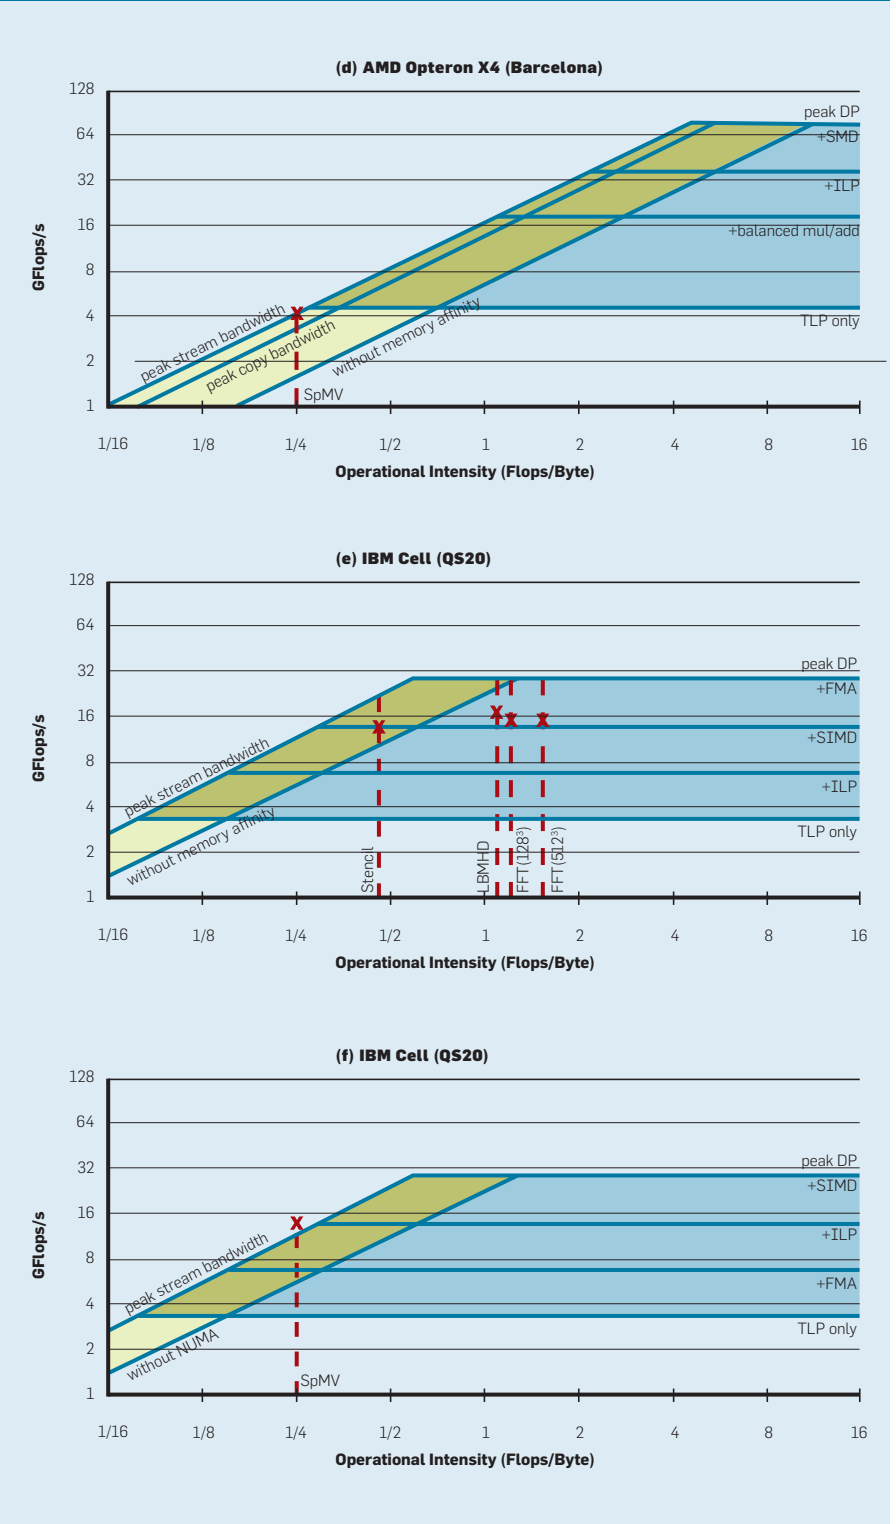 (d) AMD Opteron X4 (Barcelona)
128
64
32
16
8
4
2
1
GFlops/s
peak DP
+SMD
+ILP
+balanced mul/add
TLP only
peak stream bandwidth
peak copy bandwidth
without memory affinity
SpMV
1/16 1/8 1/4 1/2 1 2 4 8 16
Operational Intensity (Flops/Byte)
(e) IBM Cell (QS20)
128
64
32
16
8
4
2
1
GFlops/s
peak DP
+FMA
+SIMD
+ILP
TLP only
peak stream bandwidth
without memory affinity
Stencil
LBMHD
FFT (128³)
FFT (512³)
1/16 1/8 1/4 1/2 1 2 4 8 16
Operational Intensity (Flops/Byte)
(f) IBM Cell (QS20)
128
64
32
16
8
4
2
1
GFlops/s
peak DP
+SIMD
+ILP
+FMA
TLP only
peak stream bandwidth
without NUMA
SpMV
1/16 1/8 1/4 1/2 1 2 4 8 16
Operational Intensity (Flops/Byte)